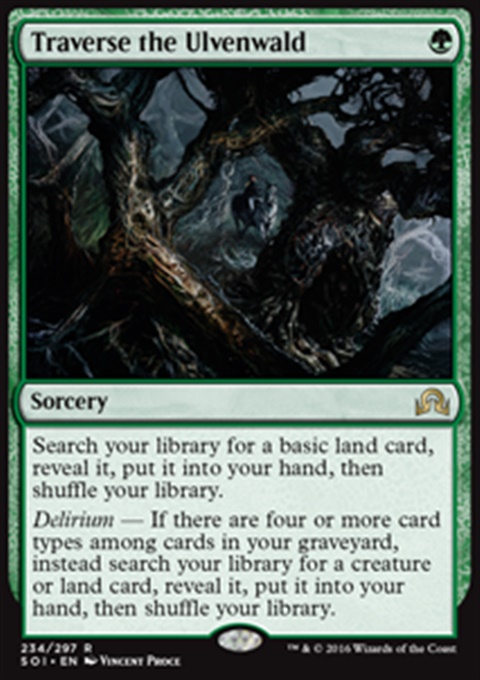 Traverse the Ulvenwald
Sorcery
Search your library for a basic land card,
reveal it, put it into your hand, then
shuffle your library.
Delirium — If there are four or more card
types among cards in your graveyard,
instead search your library for a creature
or land card, reveal it, put it into your
hand, then shuffle your library.
234/297 R
SOI • EN Vincent Proce
™ & © 2016 Wizards of the Coast